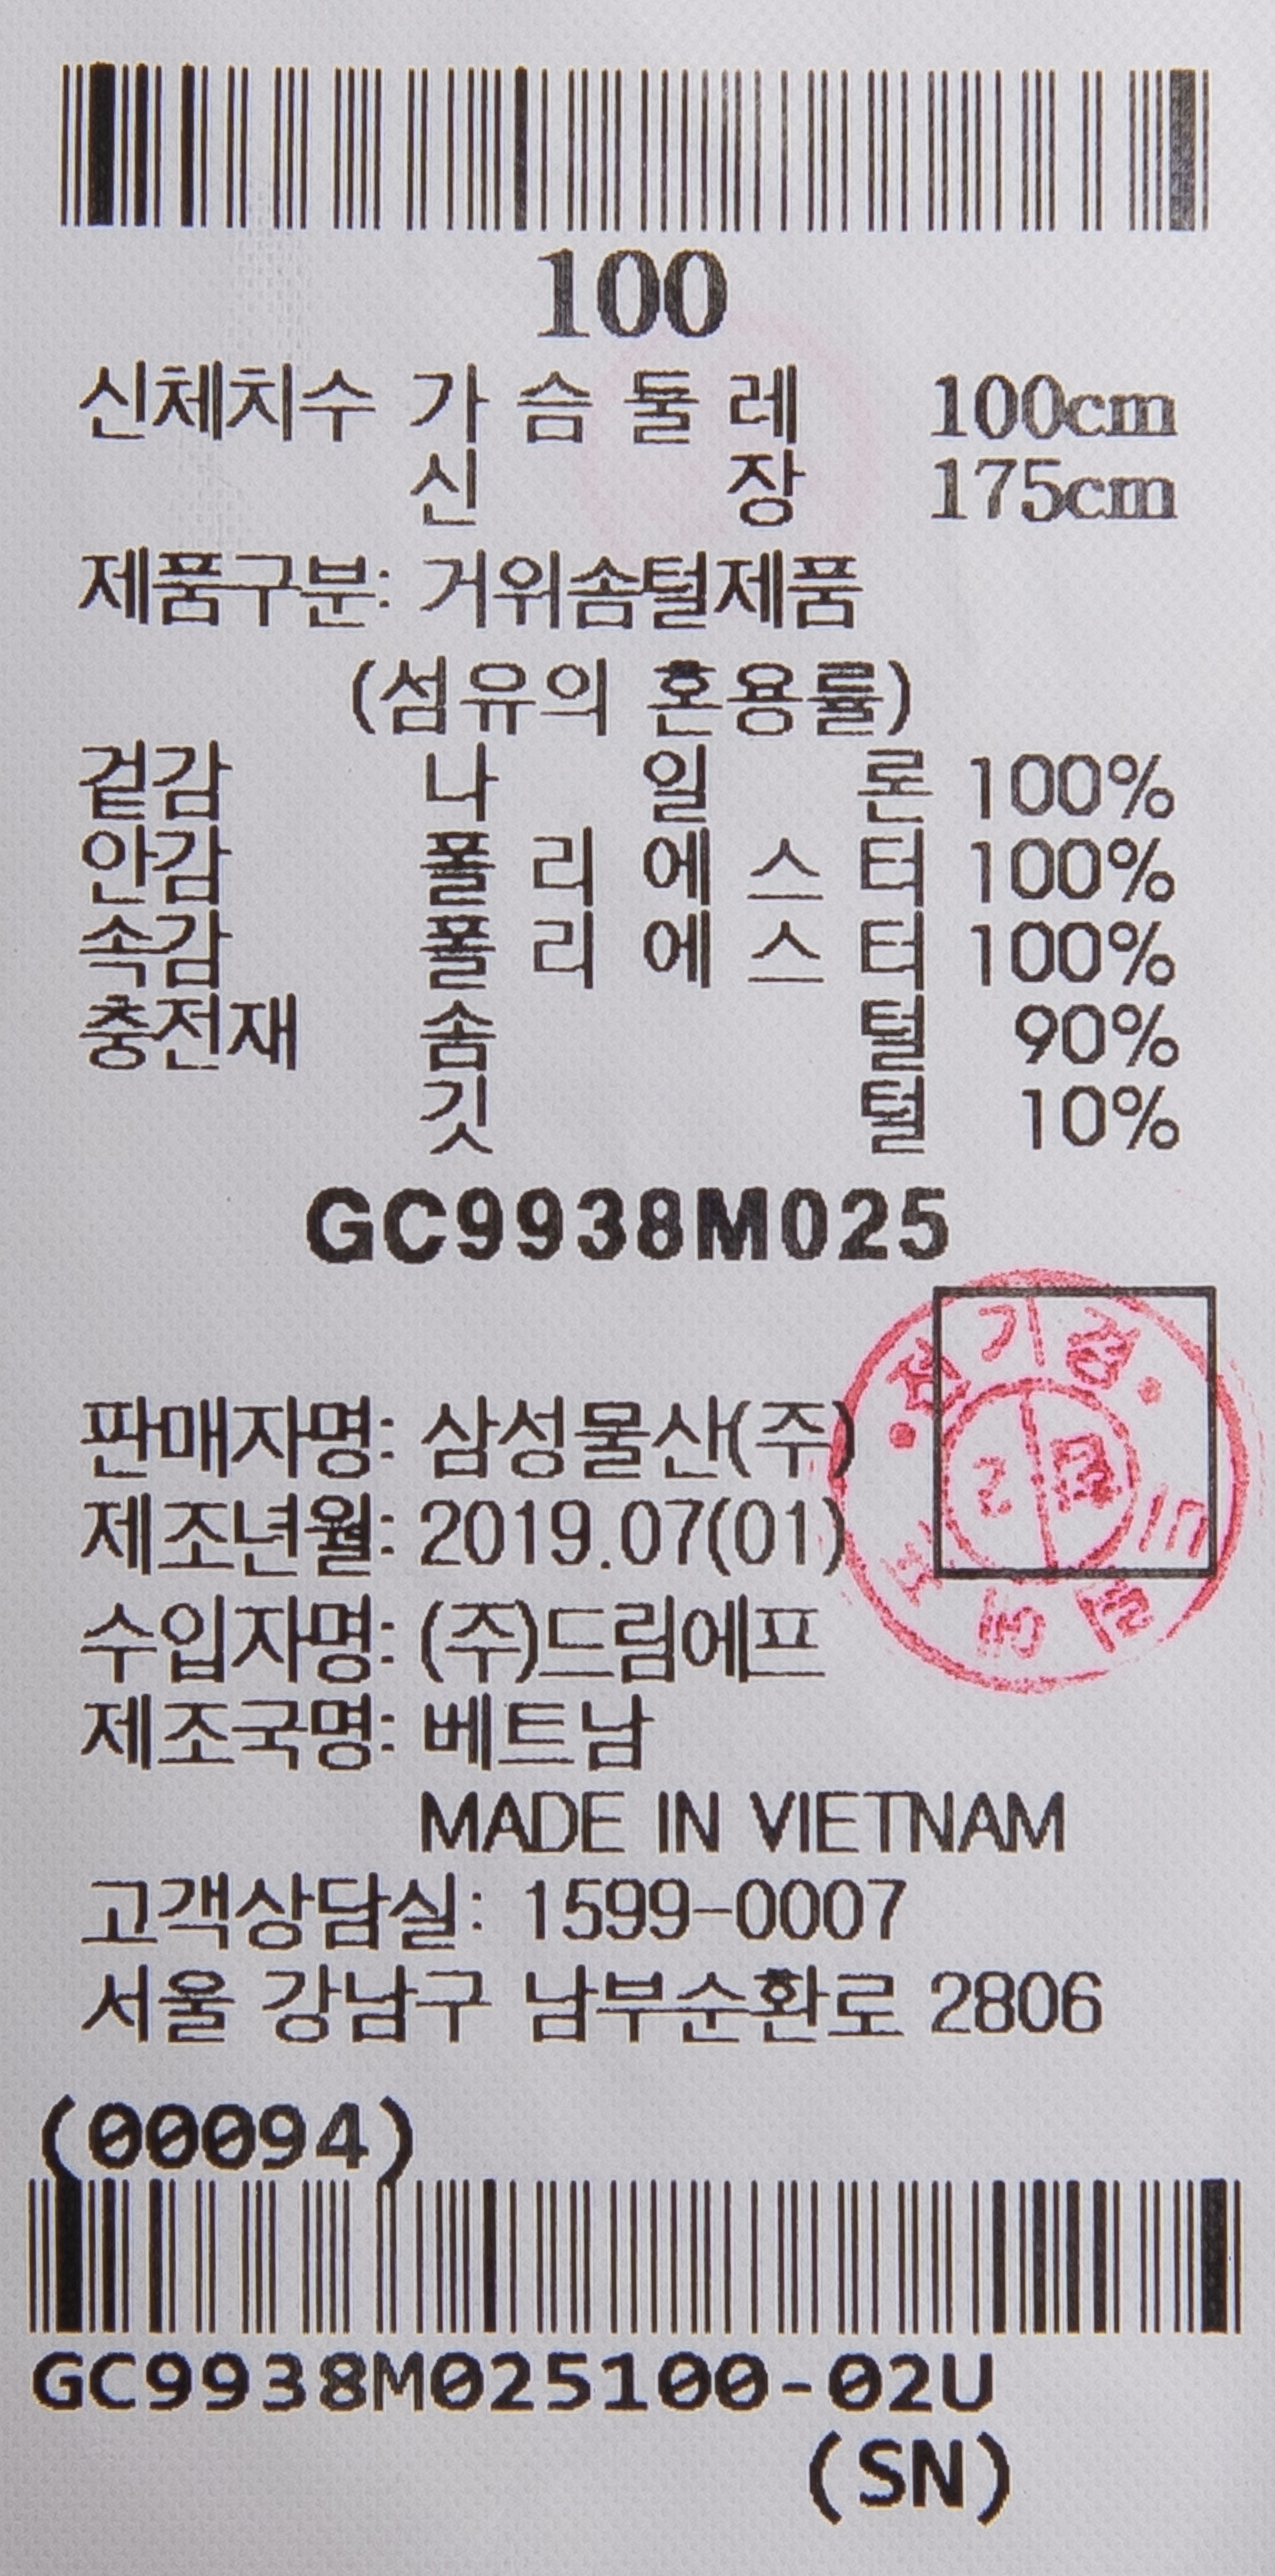 100
신체치수 가슴둘레 100cm
신장 175cm
제품구분: 거위솜털제품
(섬유의 혼용률)
겉감 나일론 100%
안감 폴리에스터 100%
속감 폴리에스터 100%
충전재 솜털 90%
깃털 10%
GC9938M025
판매자명: 삼성물산(주)
제조년월: 2019.07(01)
수입자명: (주)드림에프
제조국명: 베트남
MADE IN VIETNAM
고객상담실: 1599-0007
서울 강남구 남부순환로 2806
(00094)
GC9938M025100-02U
(SN)